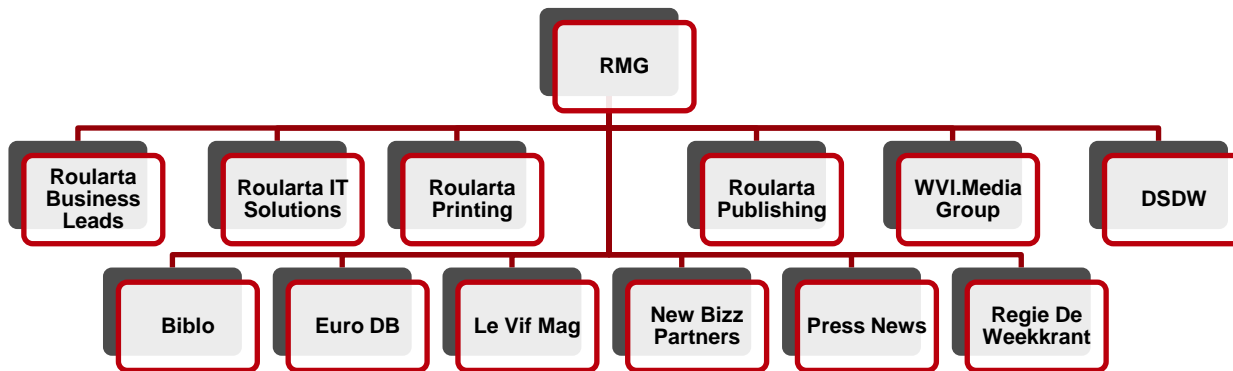 RMG
Roularta
Business
Leads
Roularta IT
Solutions
Roularta
Printing
Roularta
Publishing
WVI.Media
Group
DSDW
Biblo
Euro DB
Le Vif Mag
New Bizz
Partners
Press News
Regie De
Weekkrant